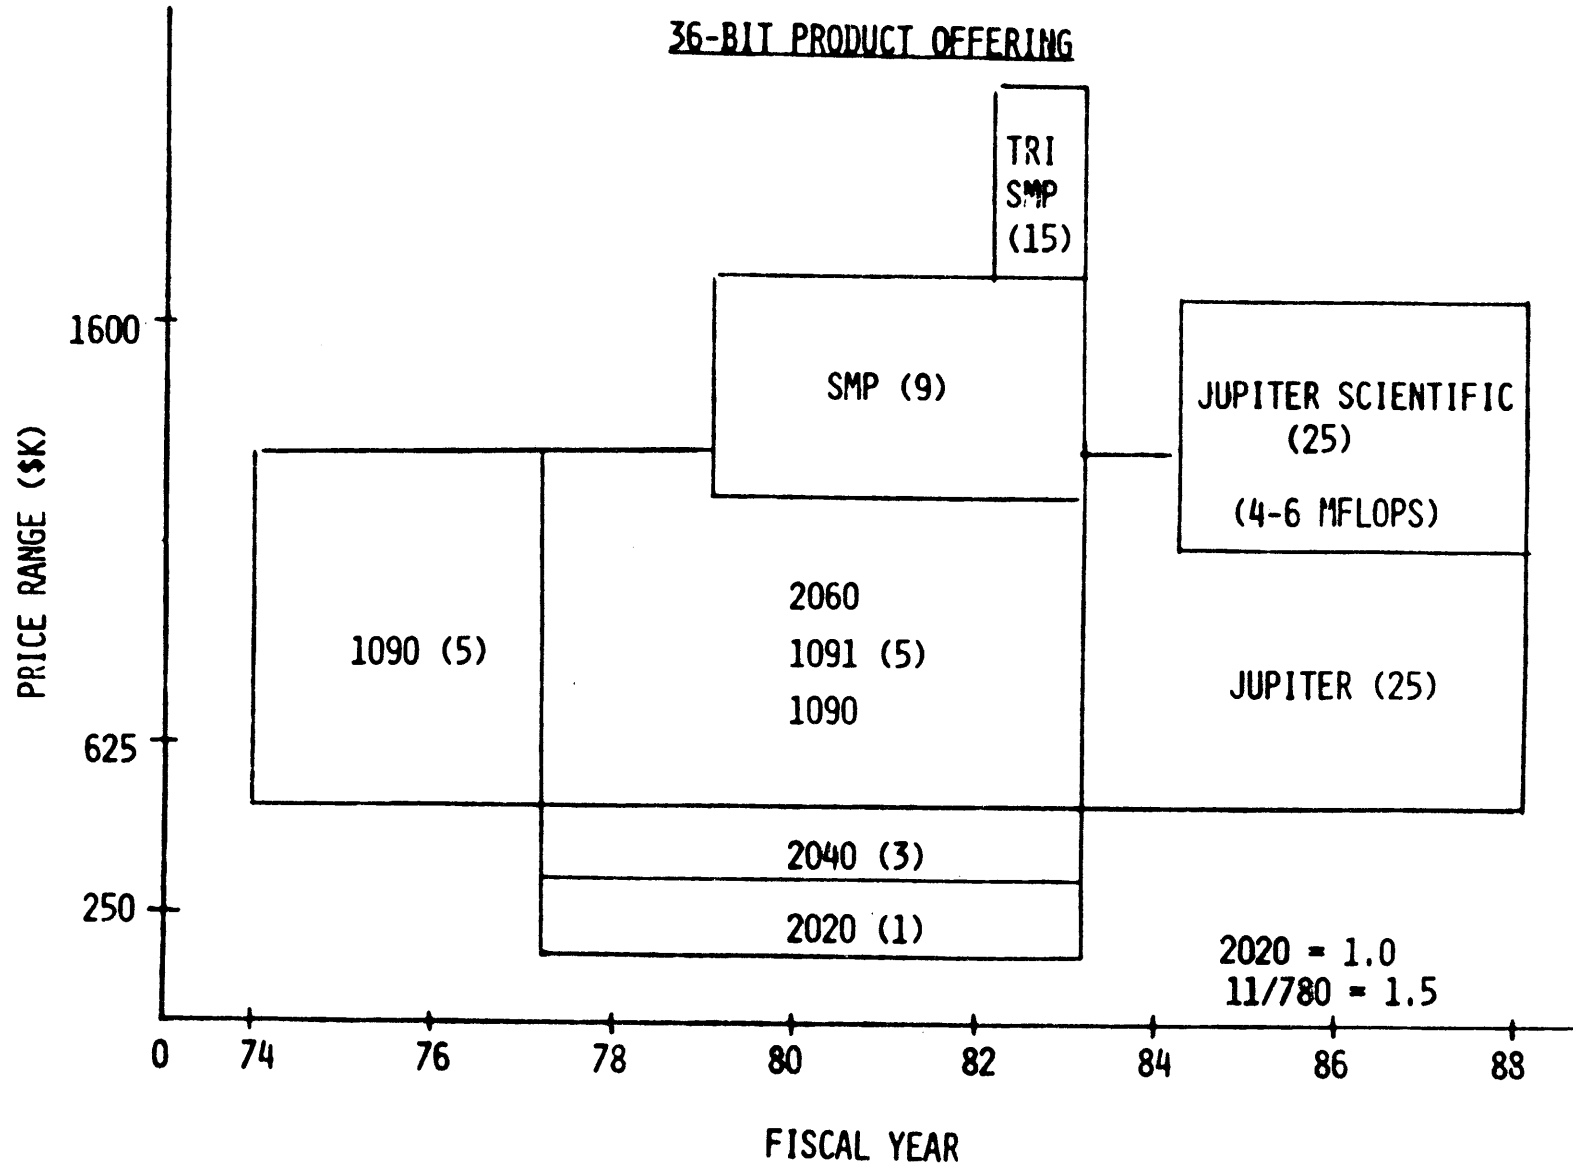 36-BIT PRODUCT OFFERING
TRI
SMP
(15)
1600
SMP (9)
JUPITER SCIENTIFIC
(25)
(4-6 MFLOPS)
PRICE RANGE ($K)
2060
1090 (5)
1091 (5)
1090
JUPITER (25)
625
2040 (3)
250
2020 (1)
2020 = 1.0
11/780 = 1.5
0 74 76 78 80 82 84 86 88
FISCAL YEAR